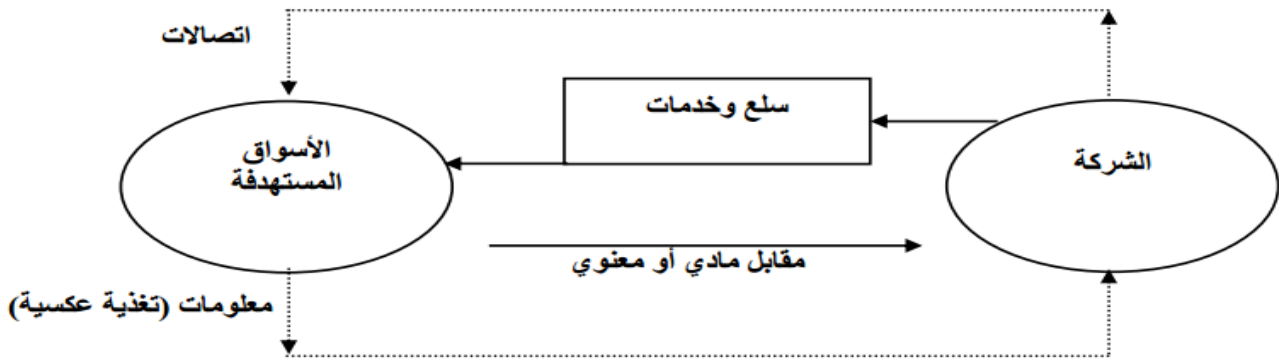 اتصالات
سلع وخدمات
الشركة
الأسواق
المستهدفة
مقابل مادي أو معنوي
معلومات (تغذية عكسية)